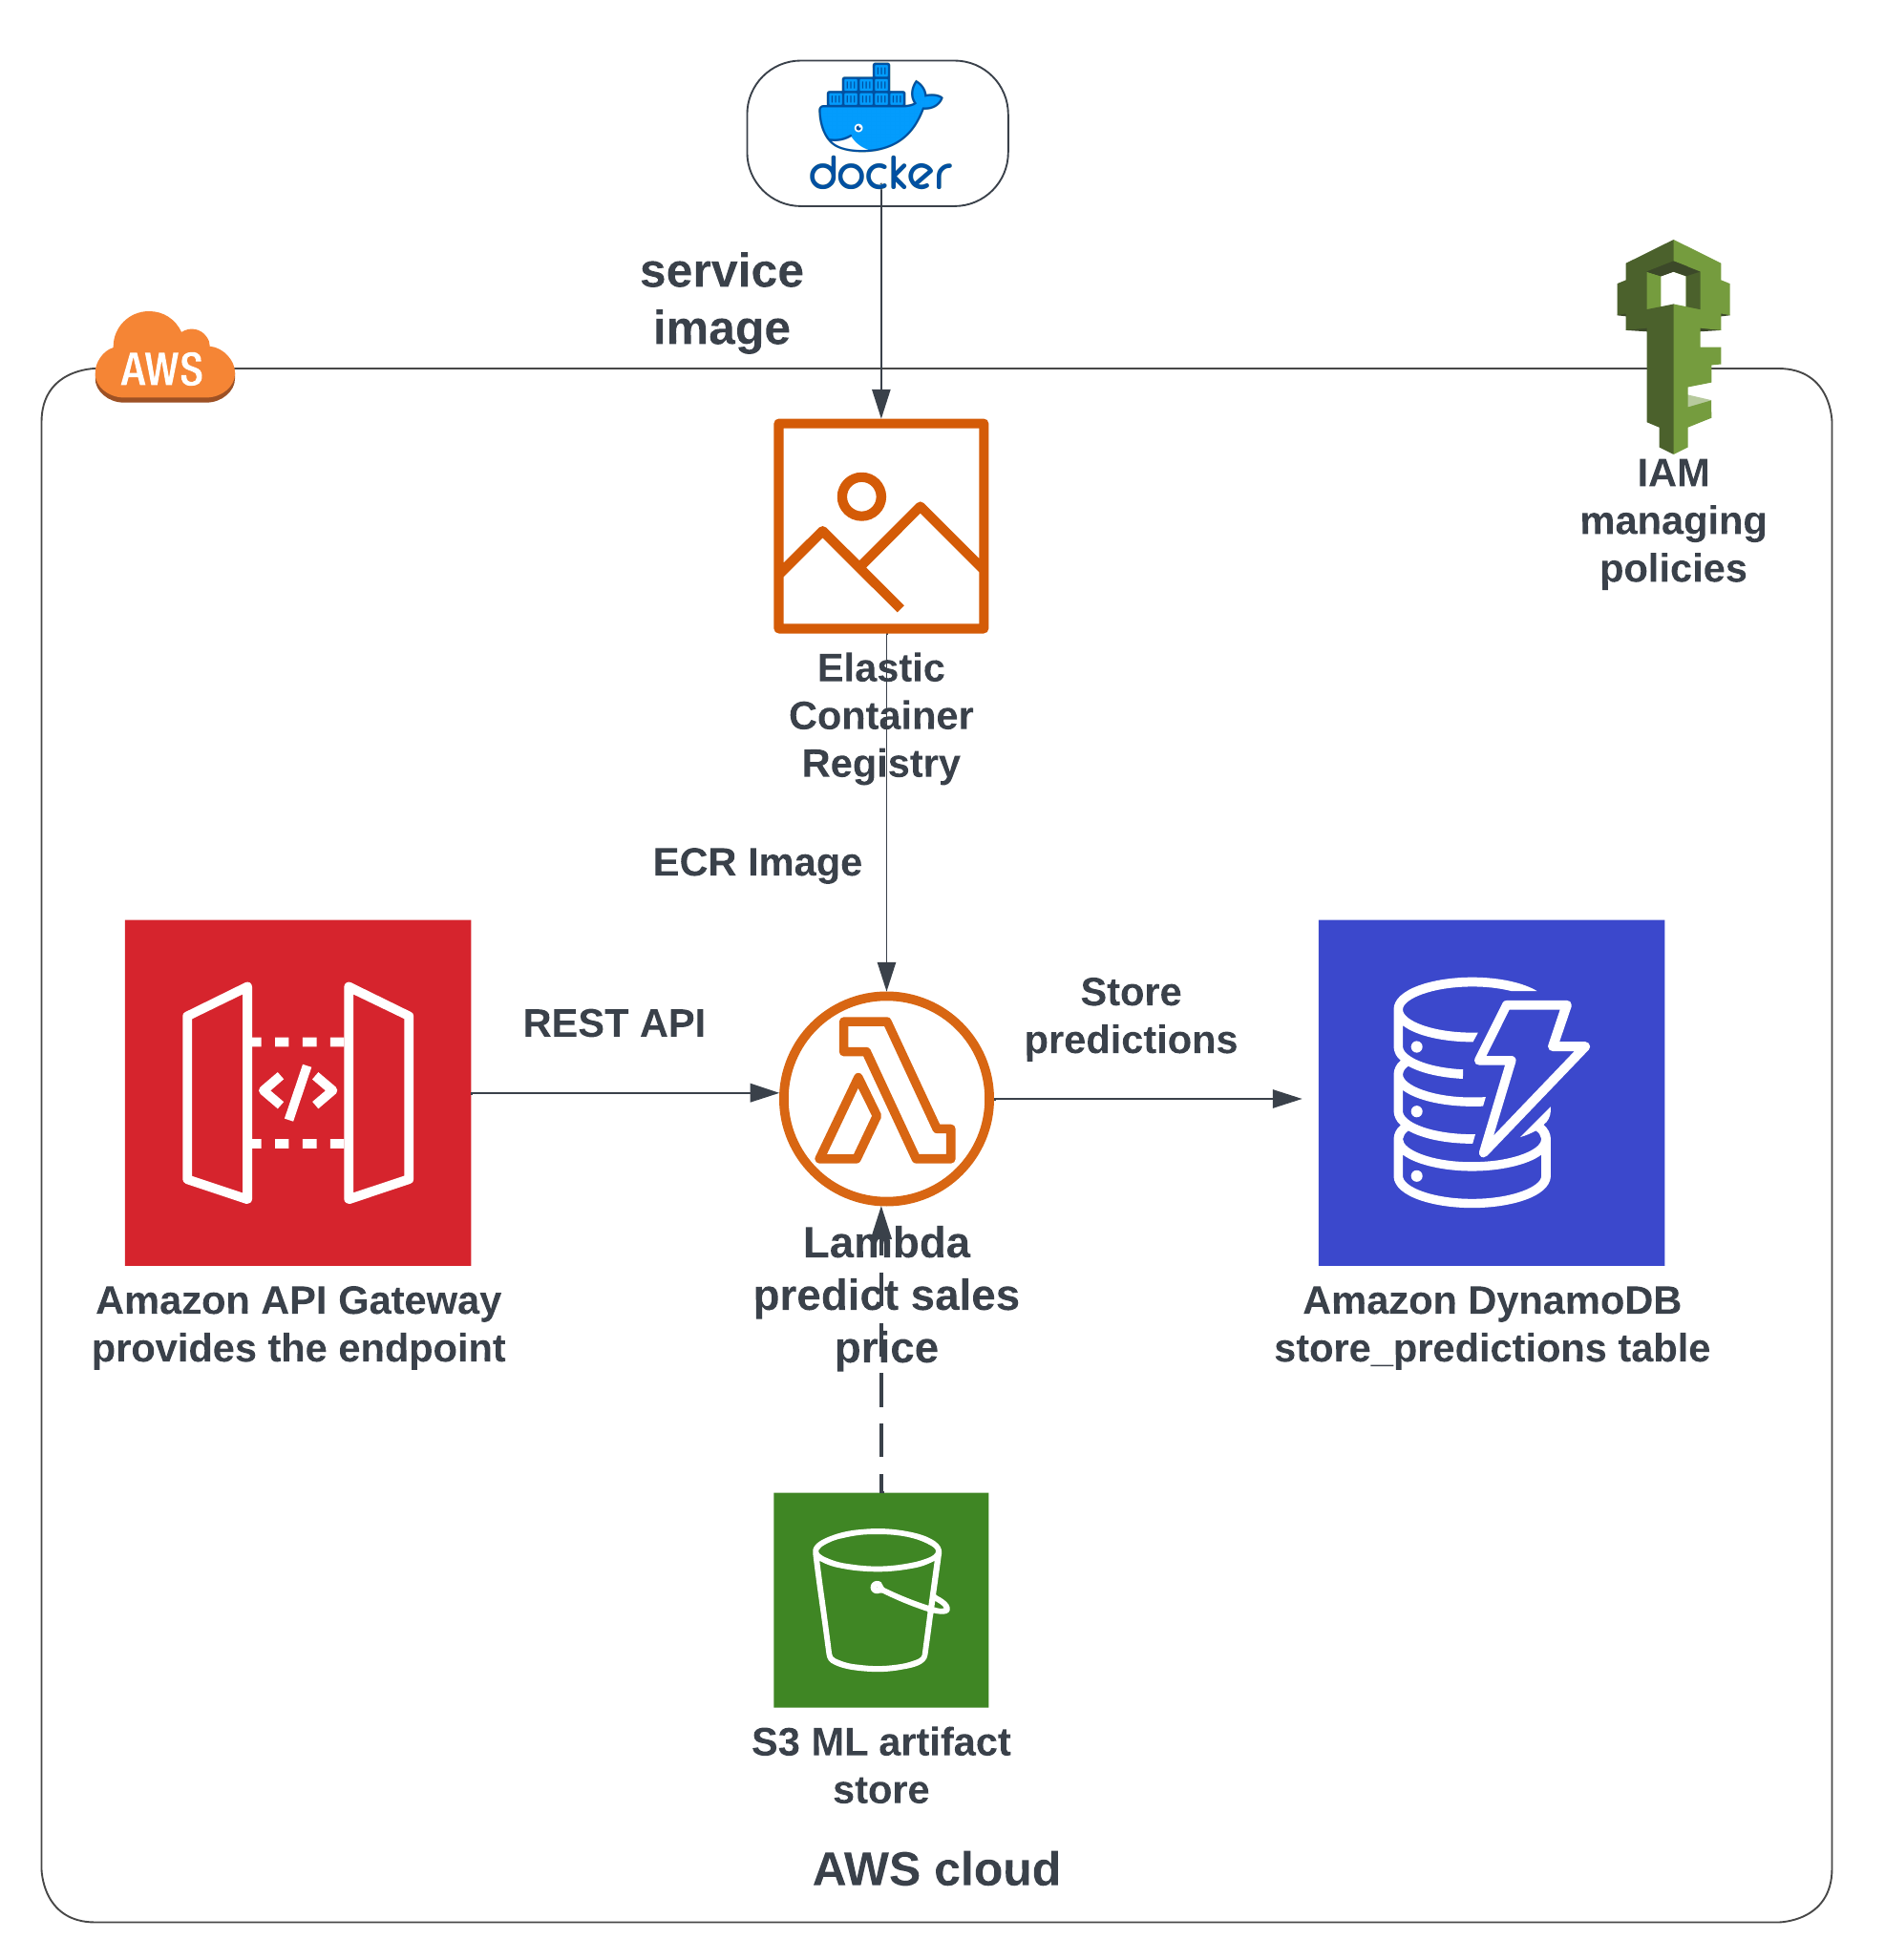 docker
service
image
AWS
IAM
managing
policies
Elastic
Container
Registry
ECR Image
REST API
Store
predictions
</>
Amazon API Gateway
provides the endpoint
Lambda
predict sales
price
Amazon DynamoDB
store_predictions table
S3 ML artifact
store
AWS cloud